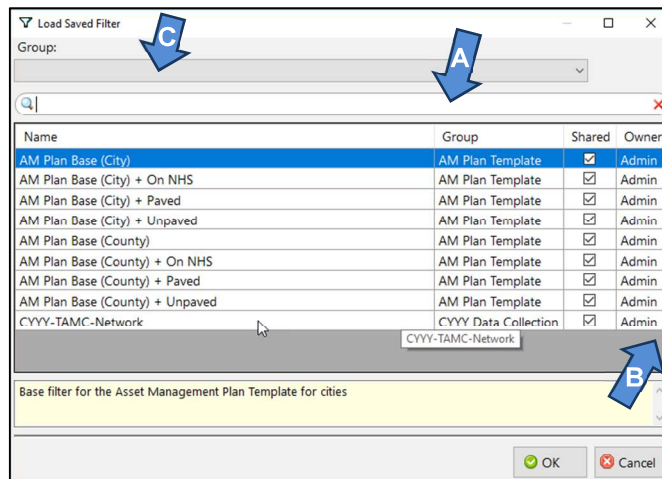 Load Saved Filter
C
Group:
A
Name Group Shared Owner
AM Plan Base (City) AM Plan Template Admin
AM Plan Base (City) + On NHS AM Plan Template Admin
AM Plan Base (City) + Paved AM Plan Template Admin
AM Plan Base (City) + Unpaved AM Plan Template Admin
AM Plan Base (County) AM Plan Template Admin
AM Plan Base (County) + On NHS AM Plan Template Admin
AM Plan Base (County) + Paved AM Plan Template Admin
AM Plan Base (County) + Unpaved AM Plan Template Admin
CYYY-TAMC-Network CYYY Data Collection Admin
CYYY-TAMC-Network
B
Base filter for the Asset Management Plan Template for cities
OK Cancel